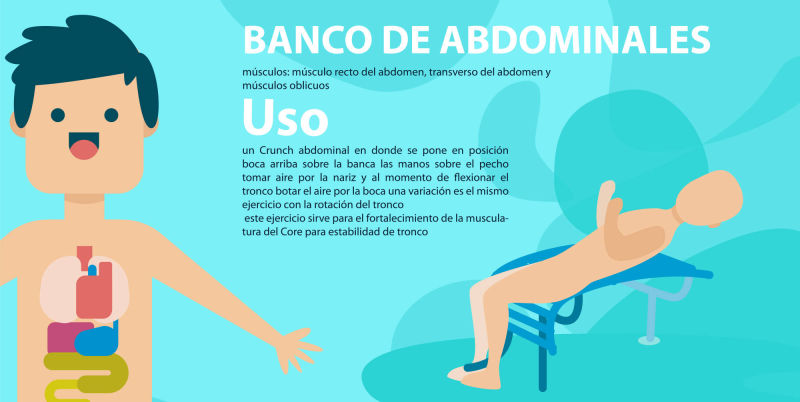 BANCO DE ABDOMINALES
músculos: músculo recto del abdomen, transverso del abdomen y
músculos oblicuos
Uso
un Crunch abdominal en donde se pone en posición
boca arriba sobre la banca las manos sobre el pecho
tomar aire por la nariz y al momento de flexionar el
tronco botar el aire por la boca una variación es el mismo
ejercicio con la rotación del tronco
este ejercicio sirve para el fortalecimiento de la muscula-
tura del Core para estabilidad de tronco